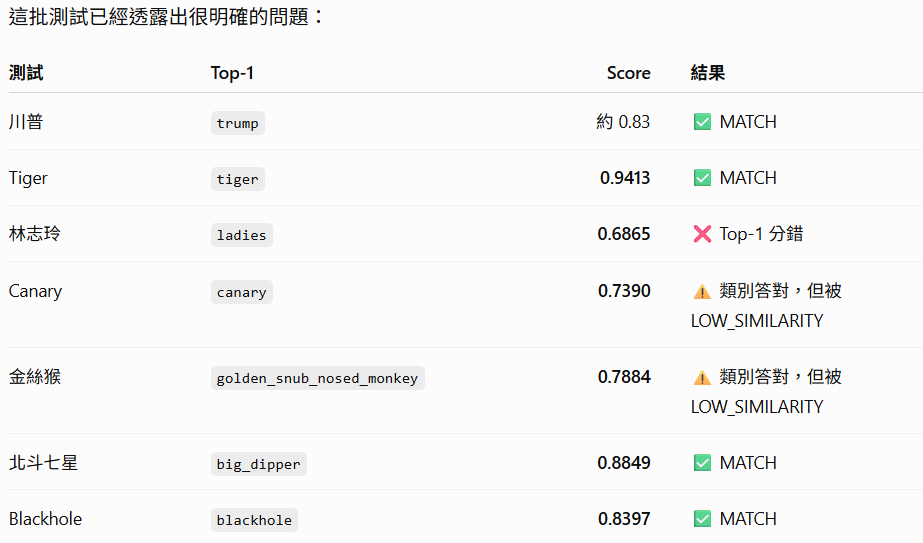 這批測試已經透露出很明確的問題：
測試 Top-1 Score 結果
川普 trump 約 0.83 ✅ MATCH
Tiger tiger 0.9413 ✅ MATCH
林志玲 ladies 0.6865 ❌ Top-1 分錯
Canary canary 0.7390 ⚠️ 類別答對，但被
LOW_SIMILARITY
金絲猴 golden_snub_nosed_monkey 0.7884 ⚠️ 類別答對，但被
LOW_SIMILARITY
北斗七星 big_dipper 0.8849 ✅ MATCH
Blackhole blackhole 0.8397 ✅ MATCH